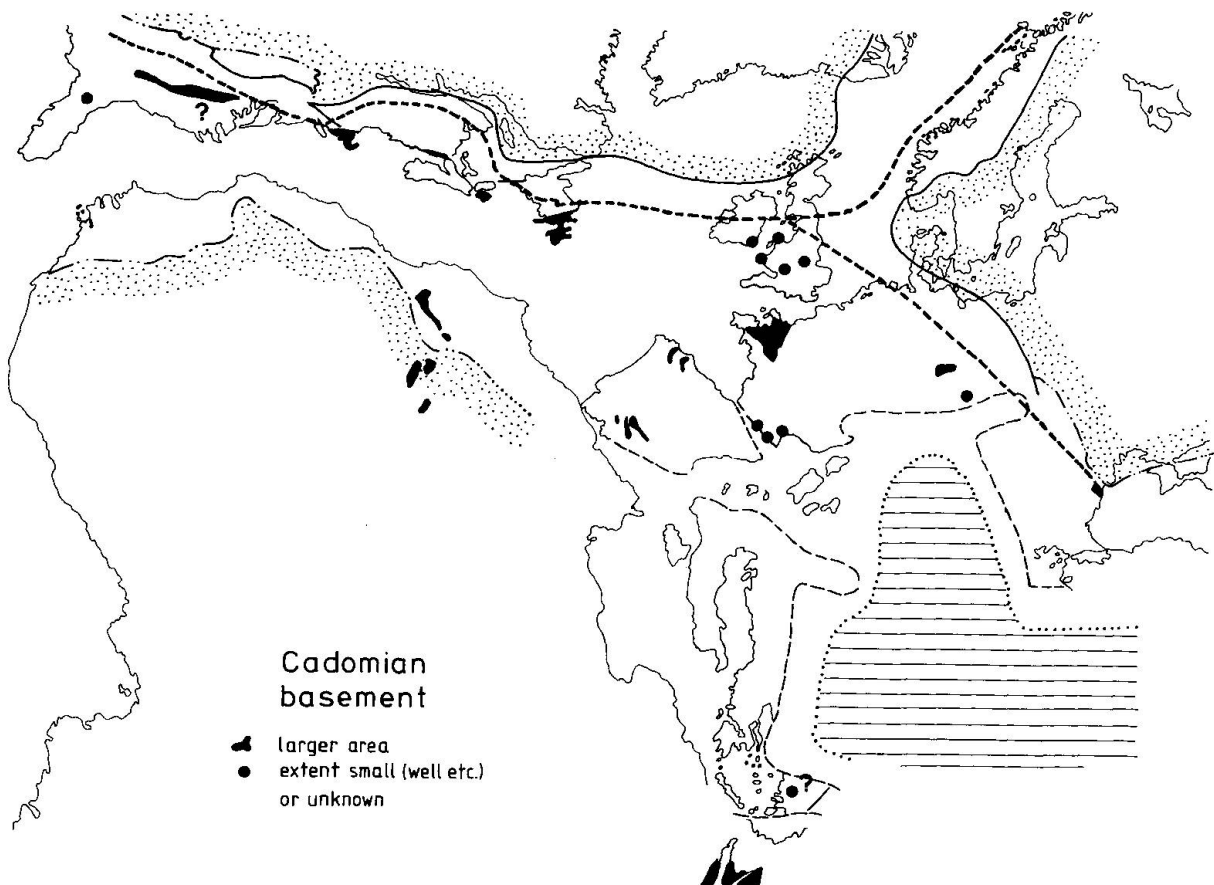 ?
Cadomian
basement
larger area
extent small (well etc.)
or unknown
?